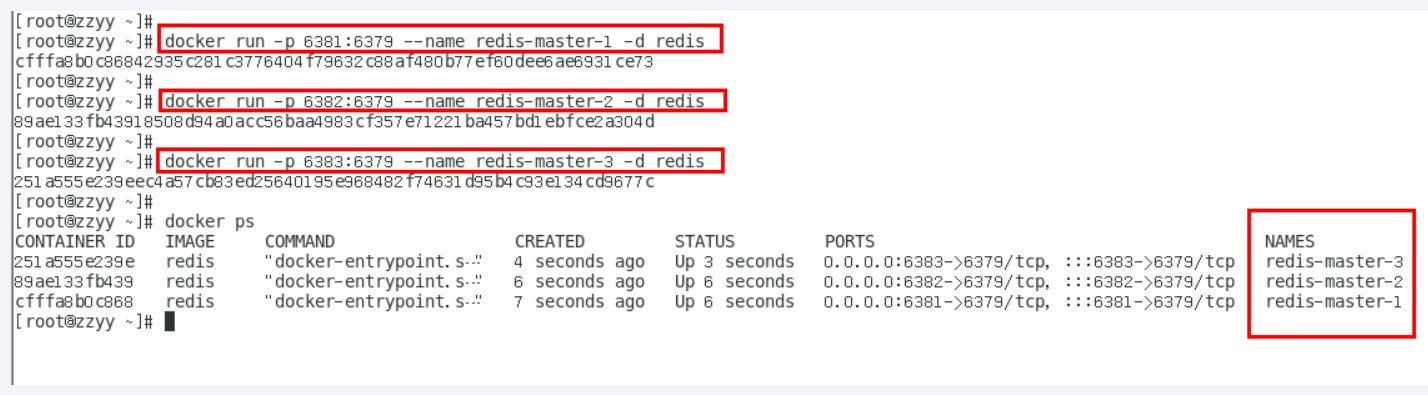 [root@zzyy ~]#
[root@zzyy ~]# docker run -p 6381:6379 --name redis-master-1 -d redis
cfffa8b0c86842935c281c3776404f79632c88af480b77ef60dee6ae6931ce73
[root@zzyy ~]#
[root@zzyy ~]# docker run -p 6382:6379 --name redis-master-2 -d redis
89ae133fb43918508d94a0acc56baa4983cf357e71221ba457bd1ebfce2a304d
[root@zzyy ~]#
[root@zzyy ~]# docker run -p 6383:6379 --name redis-master-3 -d redis
251a555e239eec4a57cb83ed25640195e968482f74631d95b4c93e134cd9677c
[root@zzyy ~]#
[root@zzyy ~]# docker ps
CONTAINER ID IMAGE COMMAND CREATED STATUS PORTS NAMES
251a555e239e redis "docker-entrypoint.s…" 4 seconds ago Up 3 seconds 0.0.0.0:6383->6379/tcp, :::6383->6379/tcp redis-master-3
89ae133fb439 redis "docker-entrypoint.s…" 6 seconds ago Up 6 seconds 0.0.0.0:6382->6379/tcp, :::6382->6379/tcp redis-master-2
cfffa8b0c868 redis "docker-entrypoint.s…" 7 seconds ago Up 6 seconds 0.0.0.0:6381->6379/tcp, :::6381->6379/tcp redis-master-1
[root@zzyy ~]#